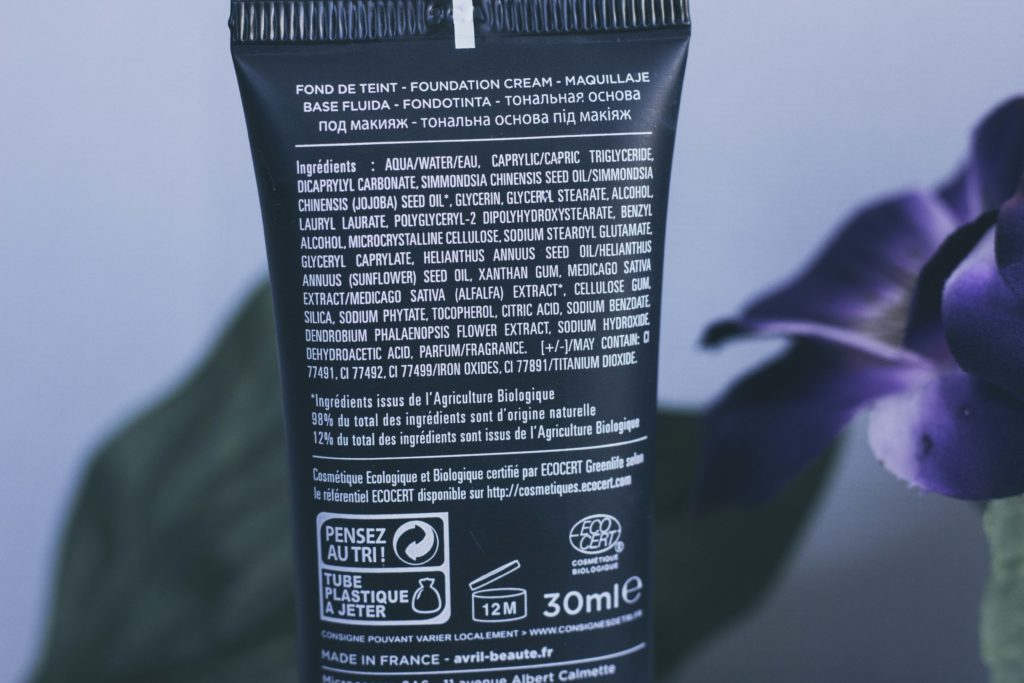 FOND DE TEINT - FOUNDATION CREAM - MAQUILLAJE
BASE FLUIDA - FONDOTINTA - тональная основа
под макияж - тональна основа під макіяж
Ingrédients : AQUA/WATER/EAU, CAPRYLIC/CAPRIC TRIGLYCERIDE,
DICAPRYLYL CARBONATE, SIMMONDSIA CHINENSIS SEED OIL/SIMMONDSIA
CHINENSIS (JOJOBA) SEED OIL*, GLYCERIN, GLYCEROL STEARATE, ALCOHOL,
LAURYL LAURATE, POLYGLYCERYL-2 DIPOLYHYDROXYSTEARATE, BENZYL
ALCOHOL, MICROCRYSTALLINE CELLULOSE, SODIUM STEAROYL GLUTAMATE,
GLYCERYL CAPRYLATE, HELIANTHUS ANNUUS SEED OIL/HELIANTHUS
ANNUUS (SUNFLOWER) SEED OIL, XANTHAN GUM, MEDICAGO SATIVA
EXTRACT/MEDICAGO SATIVA (ALFALFA) EXTRACT*, CELLULOSE GUM,
SILICA, SODIUM PHYTATE, TOCOPHEROL, CITRIC ACID, SODIUM BENZOATE,
DENDROBIUM PHALAENOPSIS FLOWER EXTRACT, SODIUM HYDROXIDE,
DEHYDROACETIC ACID, PARFUM/FRAGRANCE. [+/-]/MAY CONTAIN: CI
77491, CI 77492, CI 77499/IRON OXIDES, CI 77891/TITANIUM DIOXIDE.
*Ingrédients issus de l'Agriculture Biologique
98% du total des ingrédients sont d'origine naturelle
12% du total des ingrédients sont issus de l'Agriculture Biologique
Cosmétique Ecologique et Biologique certifié par ECOCERT Greenlife selon
le référentiel ECOCERT disponible sur http://cosmetiques.ecocert.com
PENSEZ
AU TRI !
TUBE
PLASTIQUE
À JETER
12M
ECO
CERT
COSMÉTIQUE
BIOLOGIQUE
30ml e
CONSIGNE POUVANT VARIER LOCALEMENT > WWW.CONSIGNESDETRI.FR
MADE IN FRANCE - avril-beaute.fr
SAS - 11 avenue Albert Calmette